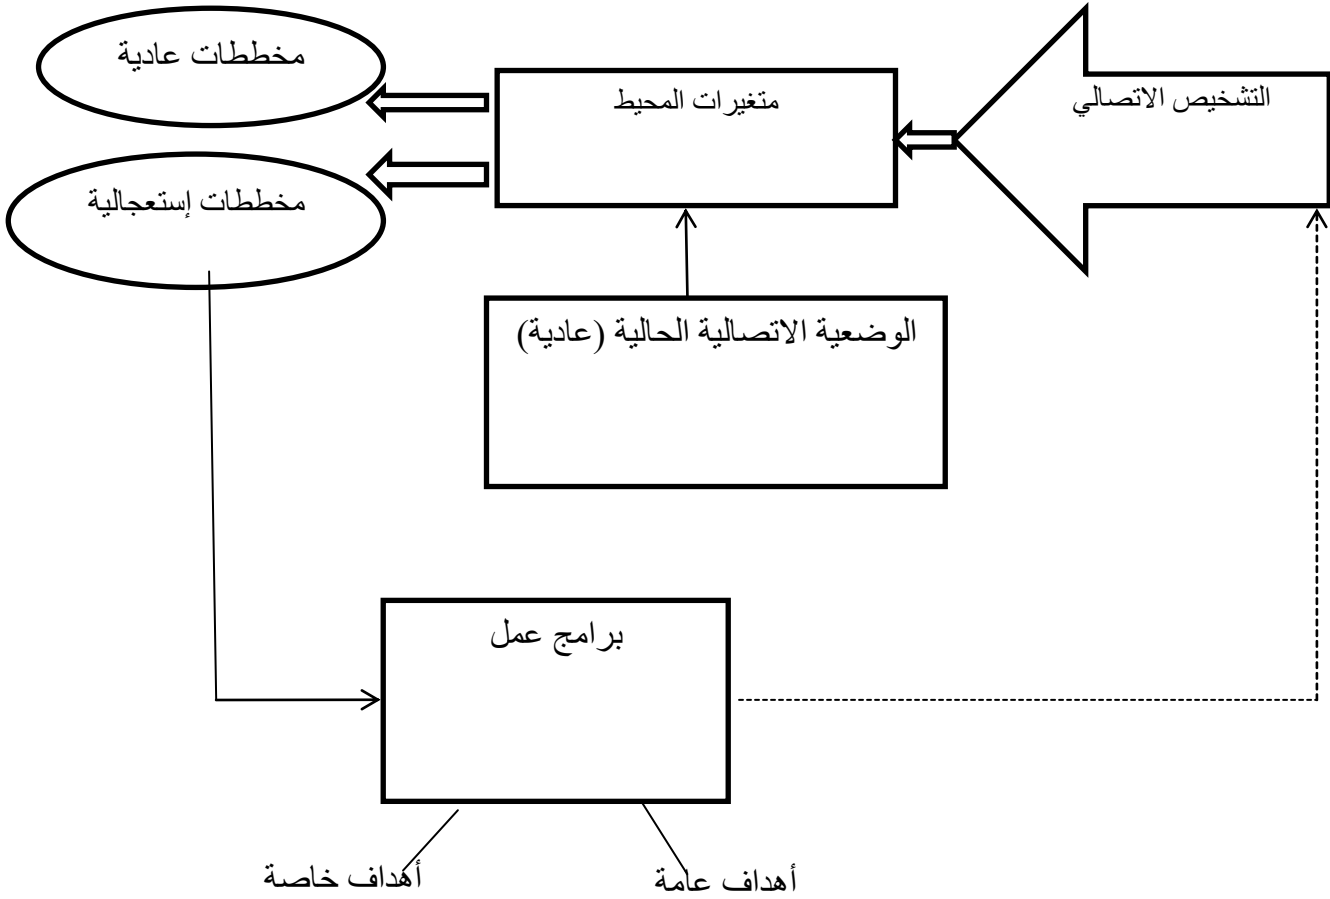 مخططات عادية
متغيرات المحيط
التشخيص الاتصالي
مخططات إستعجالية
الوضعية الاتصالية الحالية (عادية)
برامج عمل
أهداف عامة
أهداف خاصة